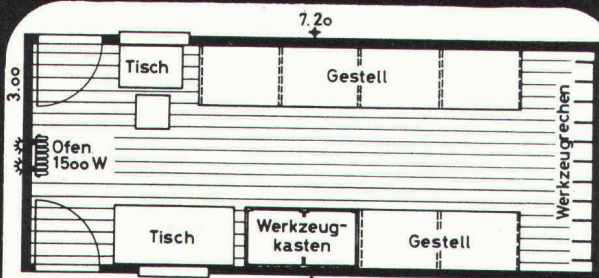 7.20
3.00
Tisch
Gestell
Ofen
1500 W
Werkzeugrechen
Tisch
Werkzeug-
kasten
Gestell